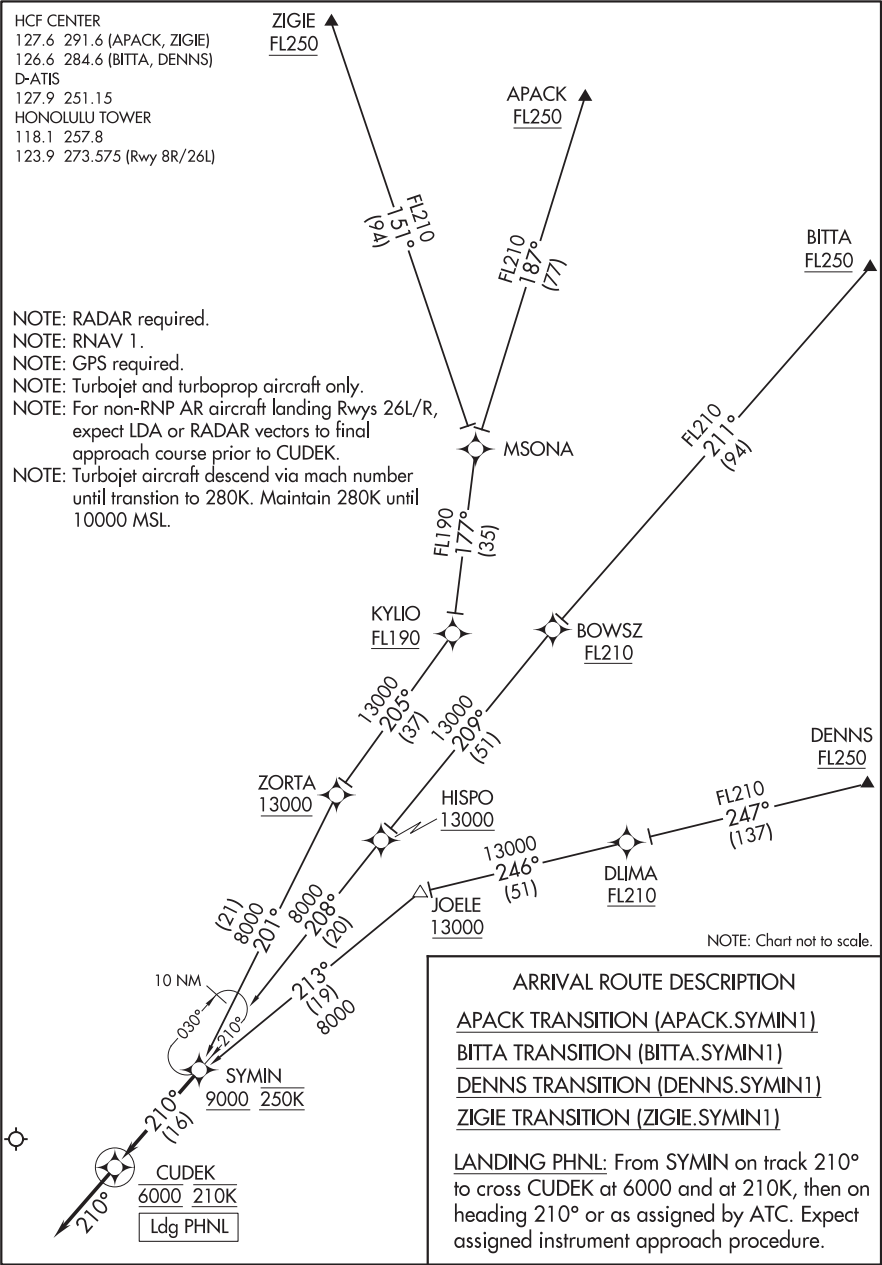 HCF CENTER
127.6 291.6 (APACK, ZIGIE)
126.6 284.6 (BITTA, DENNS)
D-ATIS
127.9 251.15
HONOLULU TOWER
118.1 257.8
123.9 273.575 (Rwy 8R/26L)
ZIGIE
FL250
APACK
FL250
BITTA
FL250
FL210
151°
(94)
FL210
187°
(77)
FL210
211°
(94)
NOTE: RADAR required.
NOTE: RNAV 1.
NOTE: GPS required.
NOTE: Turbojet and turboprop aircraft only.
NOTE: For non-RNP AR aircraft landing Rwys 26L/R,
expect LDA or RADAR vectors to final
approach course prior to CUDEK.
NOTE: Turbojet aircraft descend via mach number
until transtion to 280K. Maintain 280K until
10000 MSL.
MSONA
FL190
177°
(35)
KYLIO
FL190
BOWSZ
FL210
13000
205°
(37)
13000
209°
(51)
DENNS
FL250
ZORTA
13000
HISPO
13000
FL210
247°
(137)
13000
246°
(51)
DLIMA
FL210
JOELE
13000
(21)
8000
201°
8000
208°
(20)
213°
(19)
8000
NOTE: Chart not to scale.
10 NM
030°
210°
SYMIN
9000 250K
210°
(16)
CUDEK
6000 210K
Ldg PHNL
210°
ARRIVAL ROUTE DESCRIPTION
APACK TRANSITION (APACK.SYMIN1)
BITTA TRANSITION (BITTA.SYMIN1)
DENNS TRANSITION (DENNS.SYMIN1)
ZIGIE TRANSITION (ZIGIE.SYMIN1)
LANDING PHNL: From SYMIN on track 210°
to cross CUDEK at 6000 and at 210K, then on
heading 210° or as assigned by ATC. Expect
assigned instrument approach procedure.